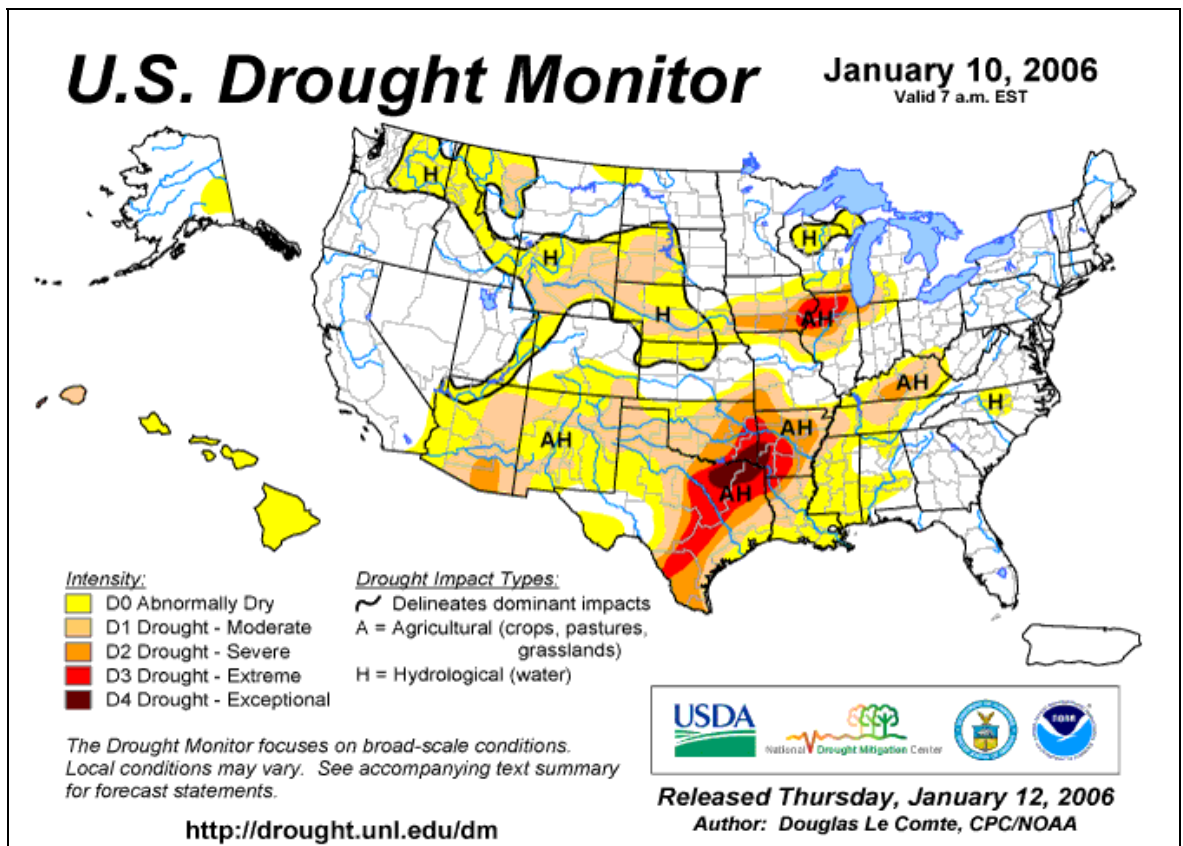 U.S. Drought Monitor
January 10, 2006
Valid 7 a.m. EST
H
H
H
H
AH
AH
H
AH
AH
AH
Intensity:
D0 Abnormally Dry
D1 Drought - Moderate
D2 Drought - Severe
D3 Drought - Extreme
D4 Drought - Exceptional
Drought Impact Types:
Delineates dominant impacts
A = Agricultural (crops, pastures,
grasslands)
H = Hydrological (water)
USDA
National Drought Mitigation Center
The Drought Monitor focuses on broad-scale conditions.
Local conditions may vary. See accompanying text summary
for forecast statements.
http://drought.unl.edu/dm
Released Thursday, January 12, 2006
Author: Douglas Le Comte, CPC/NOAA